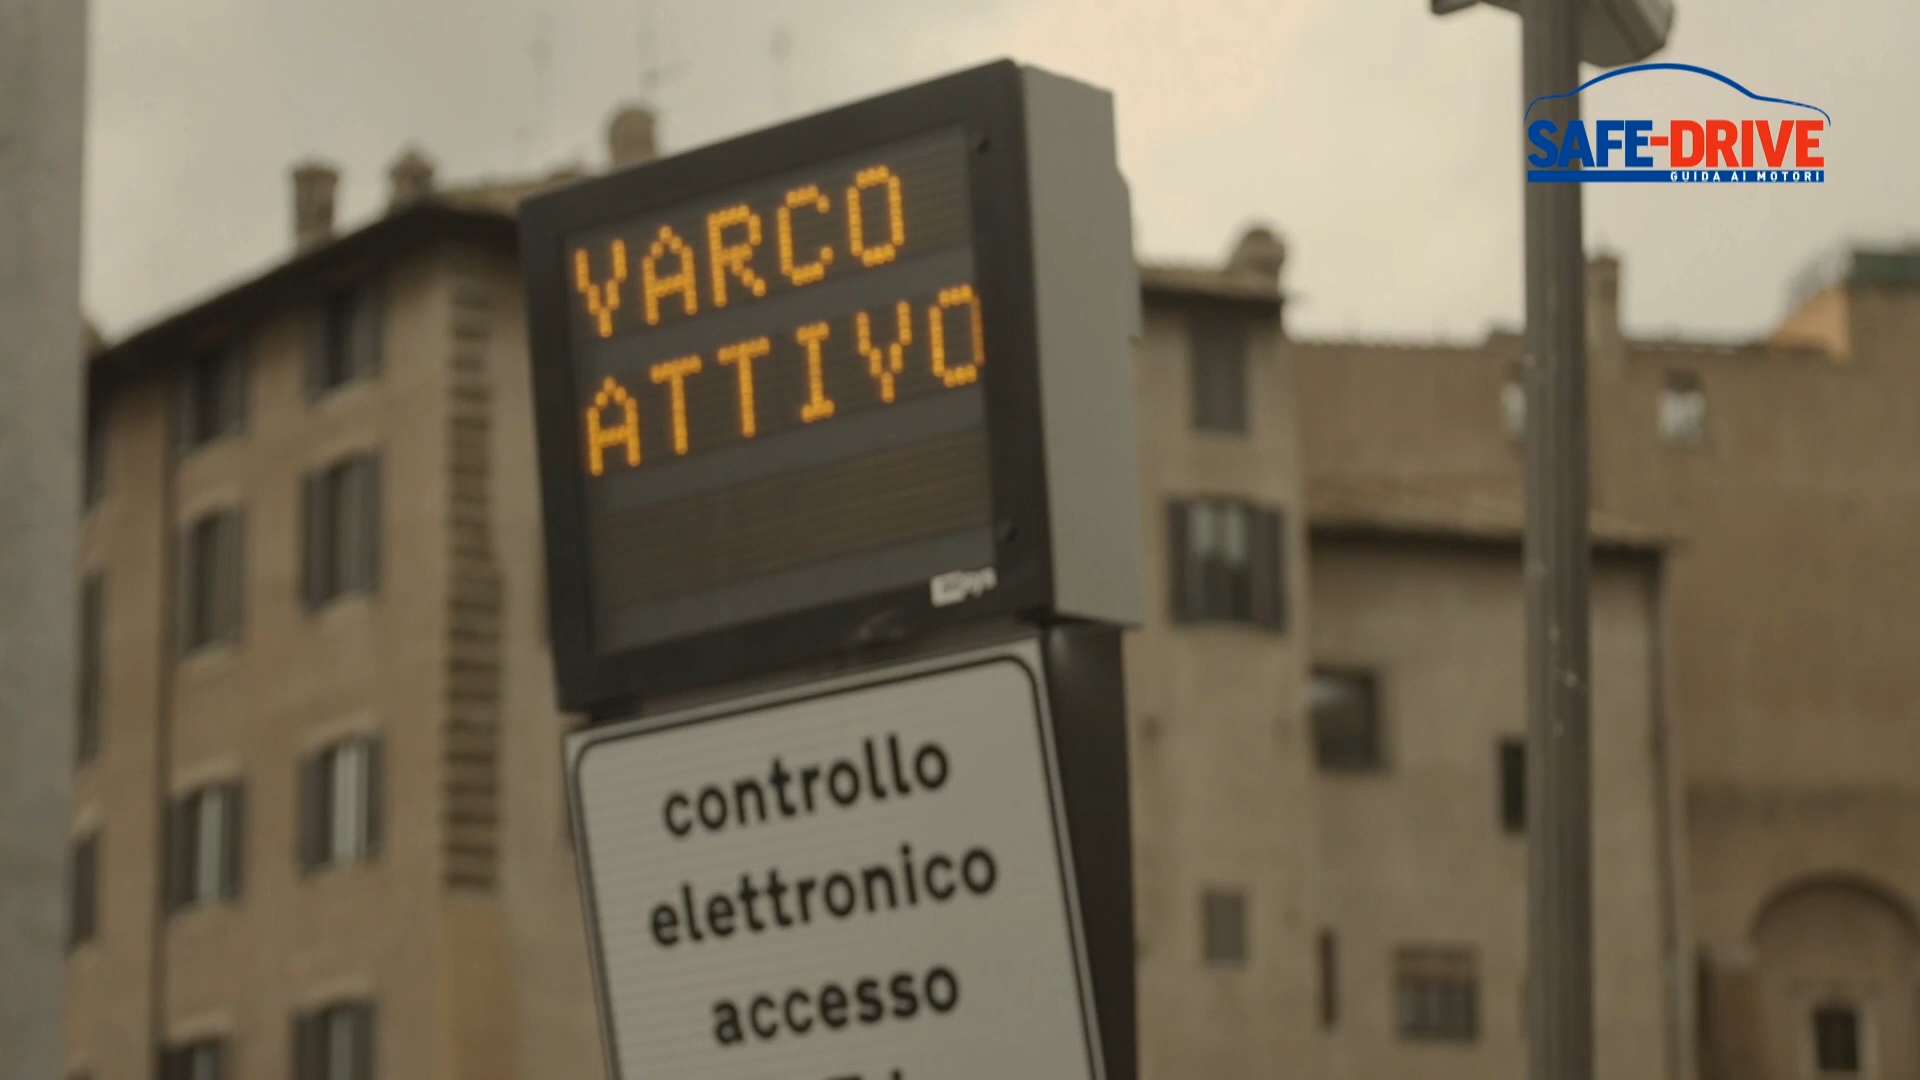 VARCO
ATTIVO
SAFE-DRIVE
GUIDA AI MOTORI
controllo
elettronico
accesso